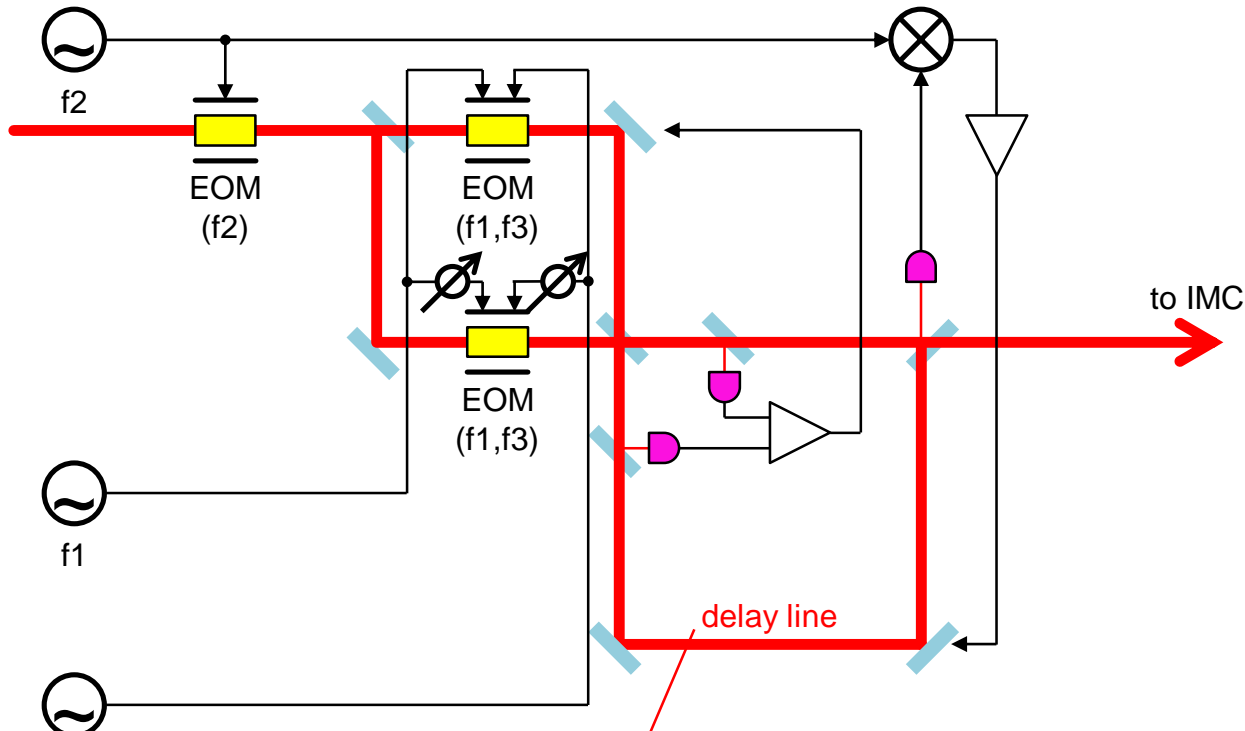 f2
EOM
(f2)
EOM
(f1,f3)
to IMC
EOM
(f1,f3)
f1
delay line